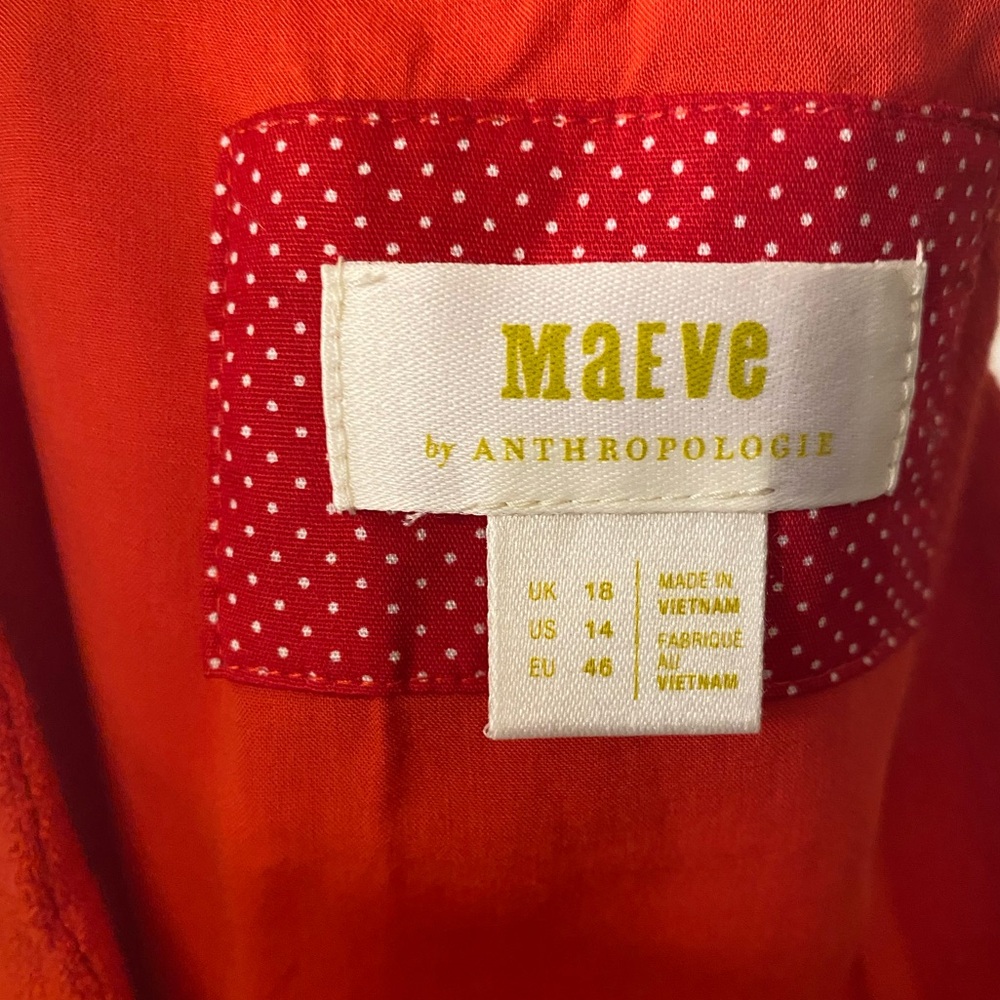 MaEVe
by ANTHROPOLOGIE
UK 18
US 14
EU 46
MADE IN
VIETNAM
FABRIQUÉ
AU
VIETNAM